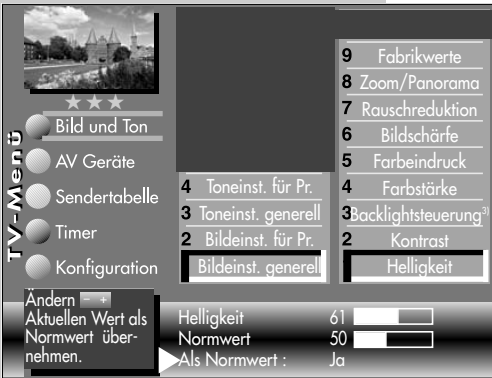 TV-Menü
Bild und Ton
AV Geräte
Sendertabelle
Timer
Konfiguration
4 Toneinst. für Pr.
3 Toneinst. generell
2 Bildeinst. für Pr.
Bildeinst. generell
9 Fabrikwerte
8 Zoom/Panorama
7 Rauschreduktion
6 Bildschärfe
5 Farbeindruck
4 Farbstärke
3 Backlightsteuerung 3)
2 Kontrast
Helligkeit
Ändern - +
Aktuellen Wert als
Normwert über-
nehmen.
Helligkeit 61
Normwert 50
Als Normwert : Ja